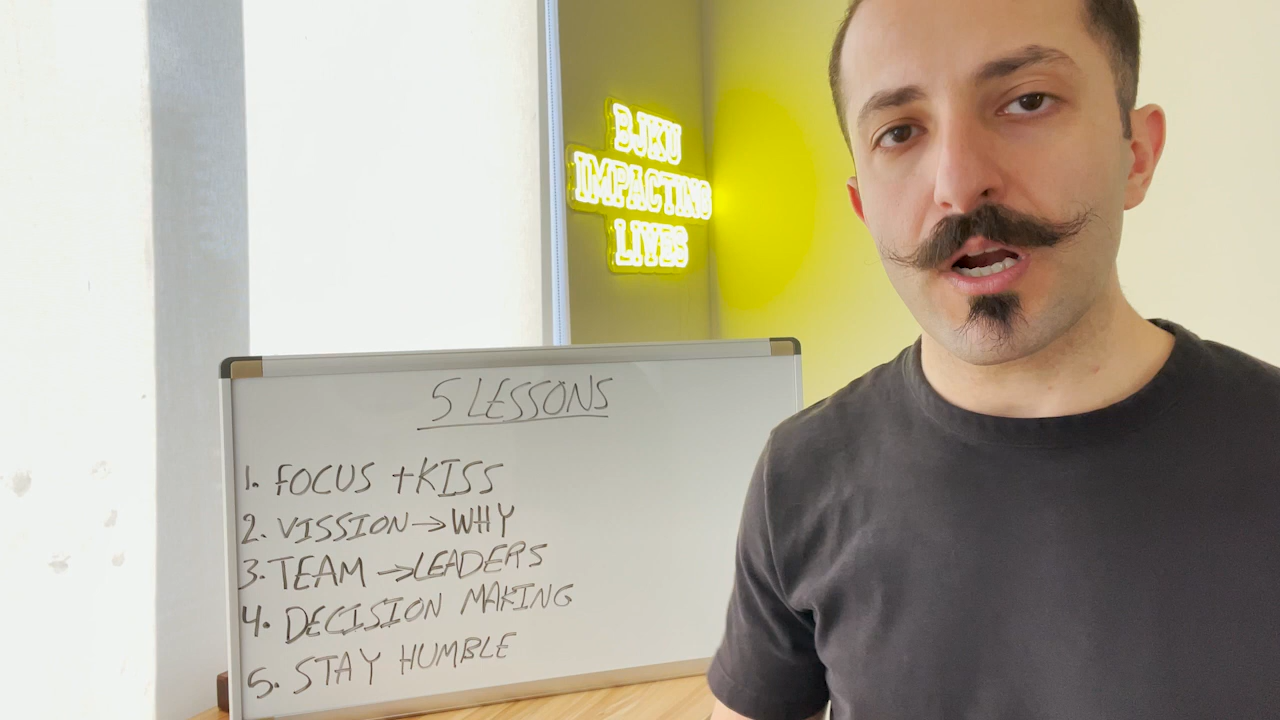 BJKU
IMPACTING
LIVES
5 LESSONS
1. FOCUS + KISS
2. VISSION → WHY
3. TEAM → LEADERS
4. DECISION MAKING
5. STAY HUMBLE